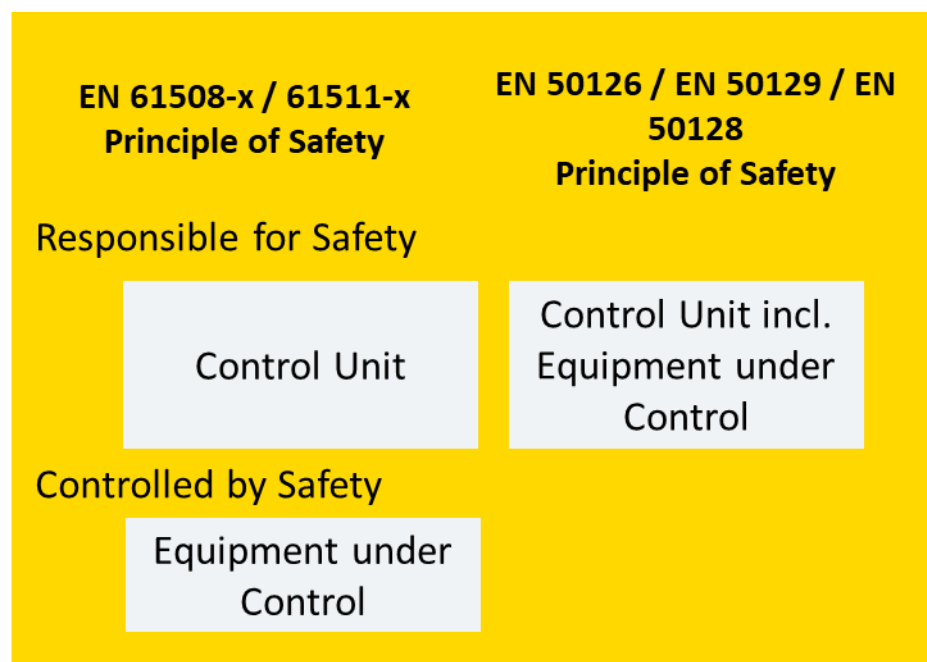 EN 61508-x / 61511-x
Principle of Safety
EN 50126 / EN 50129 / EN
50128
Principle of Safety
Responsible for Safety
Control Unit
Control Unit incl.
Equipment under
Control
Controlled by Safety
Equipment under
Control